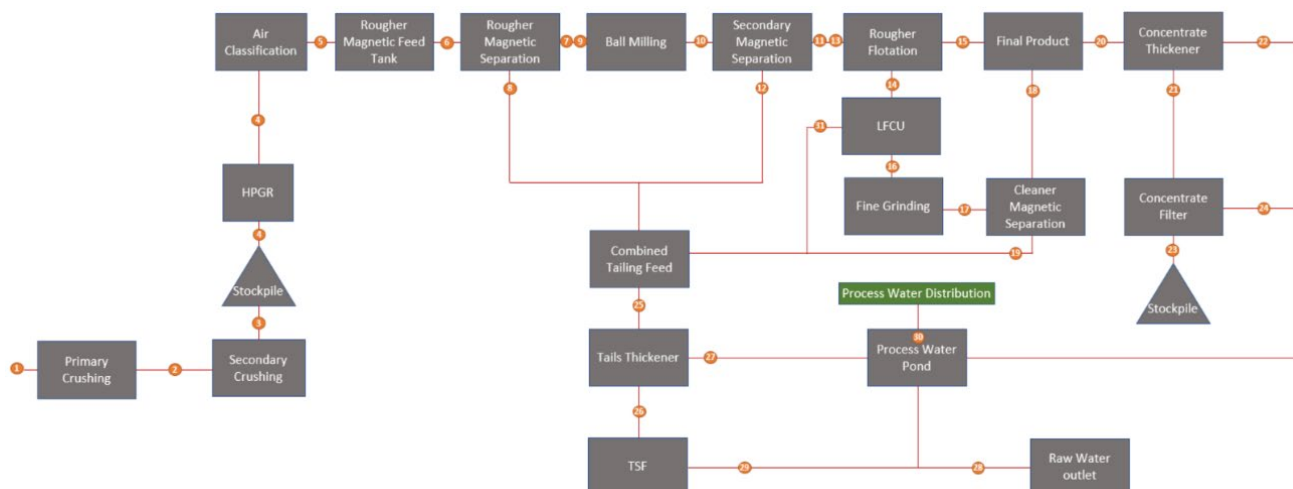 Air
Classification
5
Rougher
Magnetic Feed
Tank
6
Rougher
Magnetic
Separation
7
9
Ball Milling
10
Secondary
Magnetic
Separation
11
13
Rougher
Flotation
15
Final Product
20
Concentrate
Thickener
22
8
12
14
18
21
4
31
LFCU
16
HPGR
Fine Grinding
17
Cleaner
Magnetic
Separation
Concentrate
Filter
24
4
Combined
Tailing Feed
19
23
Stockpile
Process Water Distribution
Stockpile
25
3
30
1
Primary
Crushing
2
Secondary
Crushing
Tails Thickener
27
Process Water
Pond
26
TSF
29
28
Raw Water
outlet